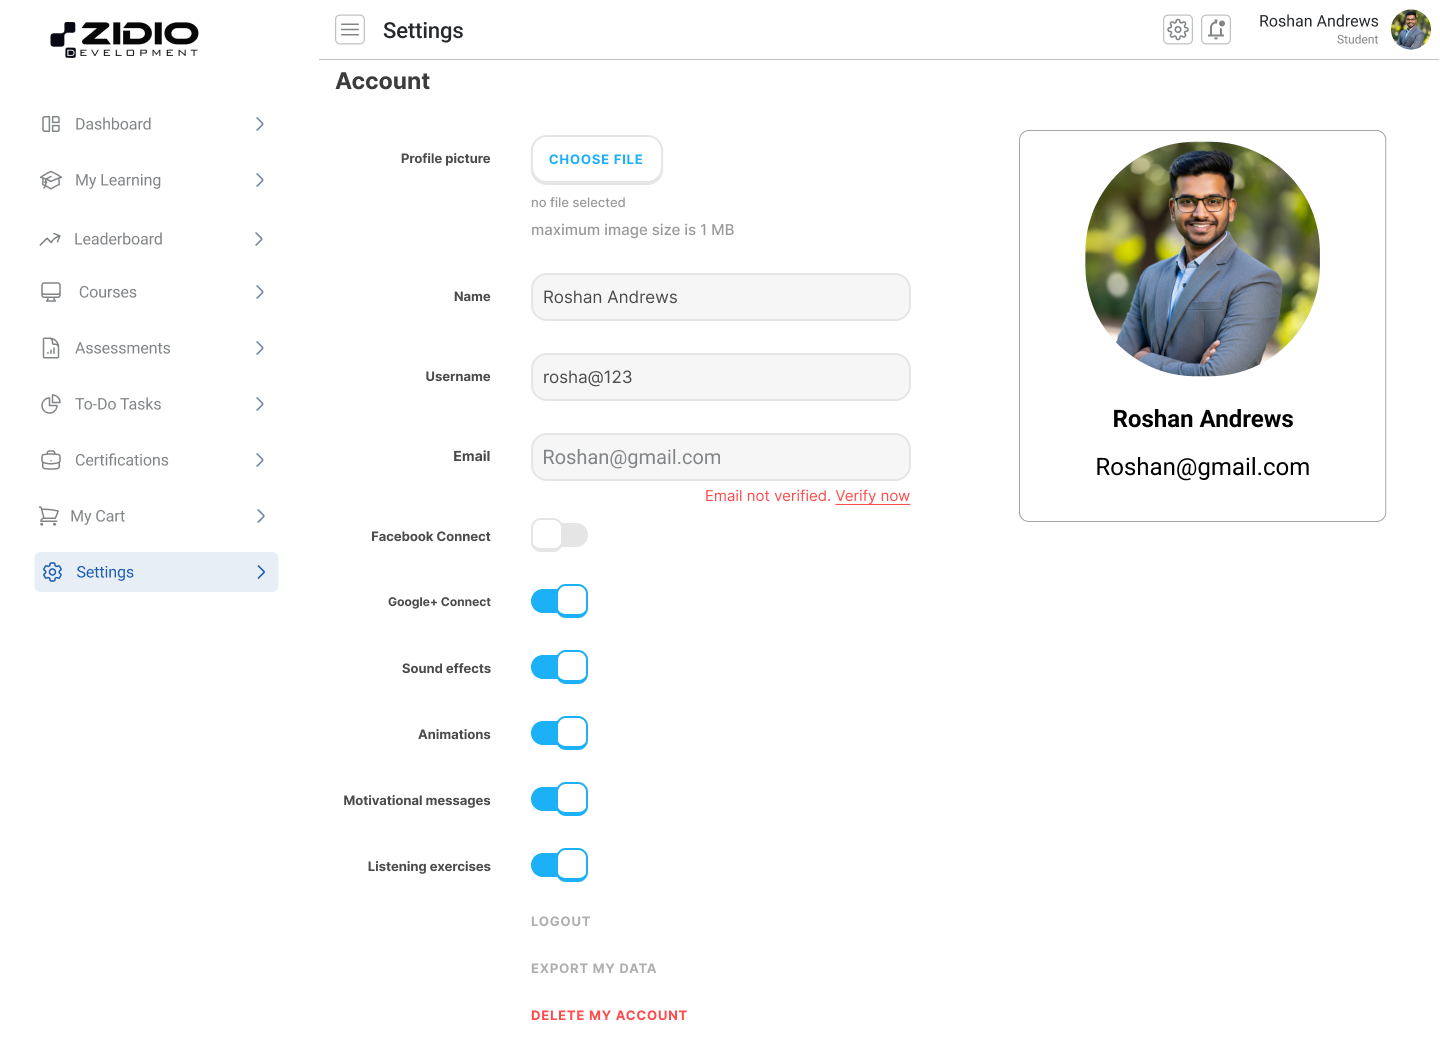 ZIDIO
DEVELOPMENT
Settings
Roshan Andrews
Student
Account
Dashboard
My Learning
Leaderboard
Courses
Assessments
To-Do Tasks
Certifications
My Cart
Settings
Profile picture
CHOOSE FILE
no file selected
maximum image size is 1 MB
Name
Roshan Andrews
Username
rosha@123
Email
Roshan@gmail.com
Email not verified. Verify now
Facebook Connect
Google+ Connect
Sound effects
Animations
Motivational messages
Listening exercises
LOGOUT
EXPORT MY DATA
DELETE MY ACCOUNT
Roshan Andrews
Roshan@gmail.com